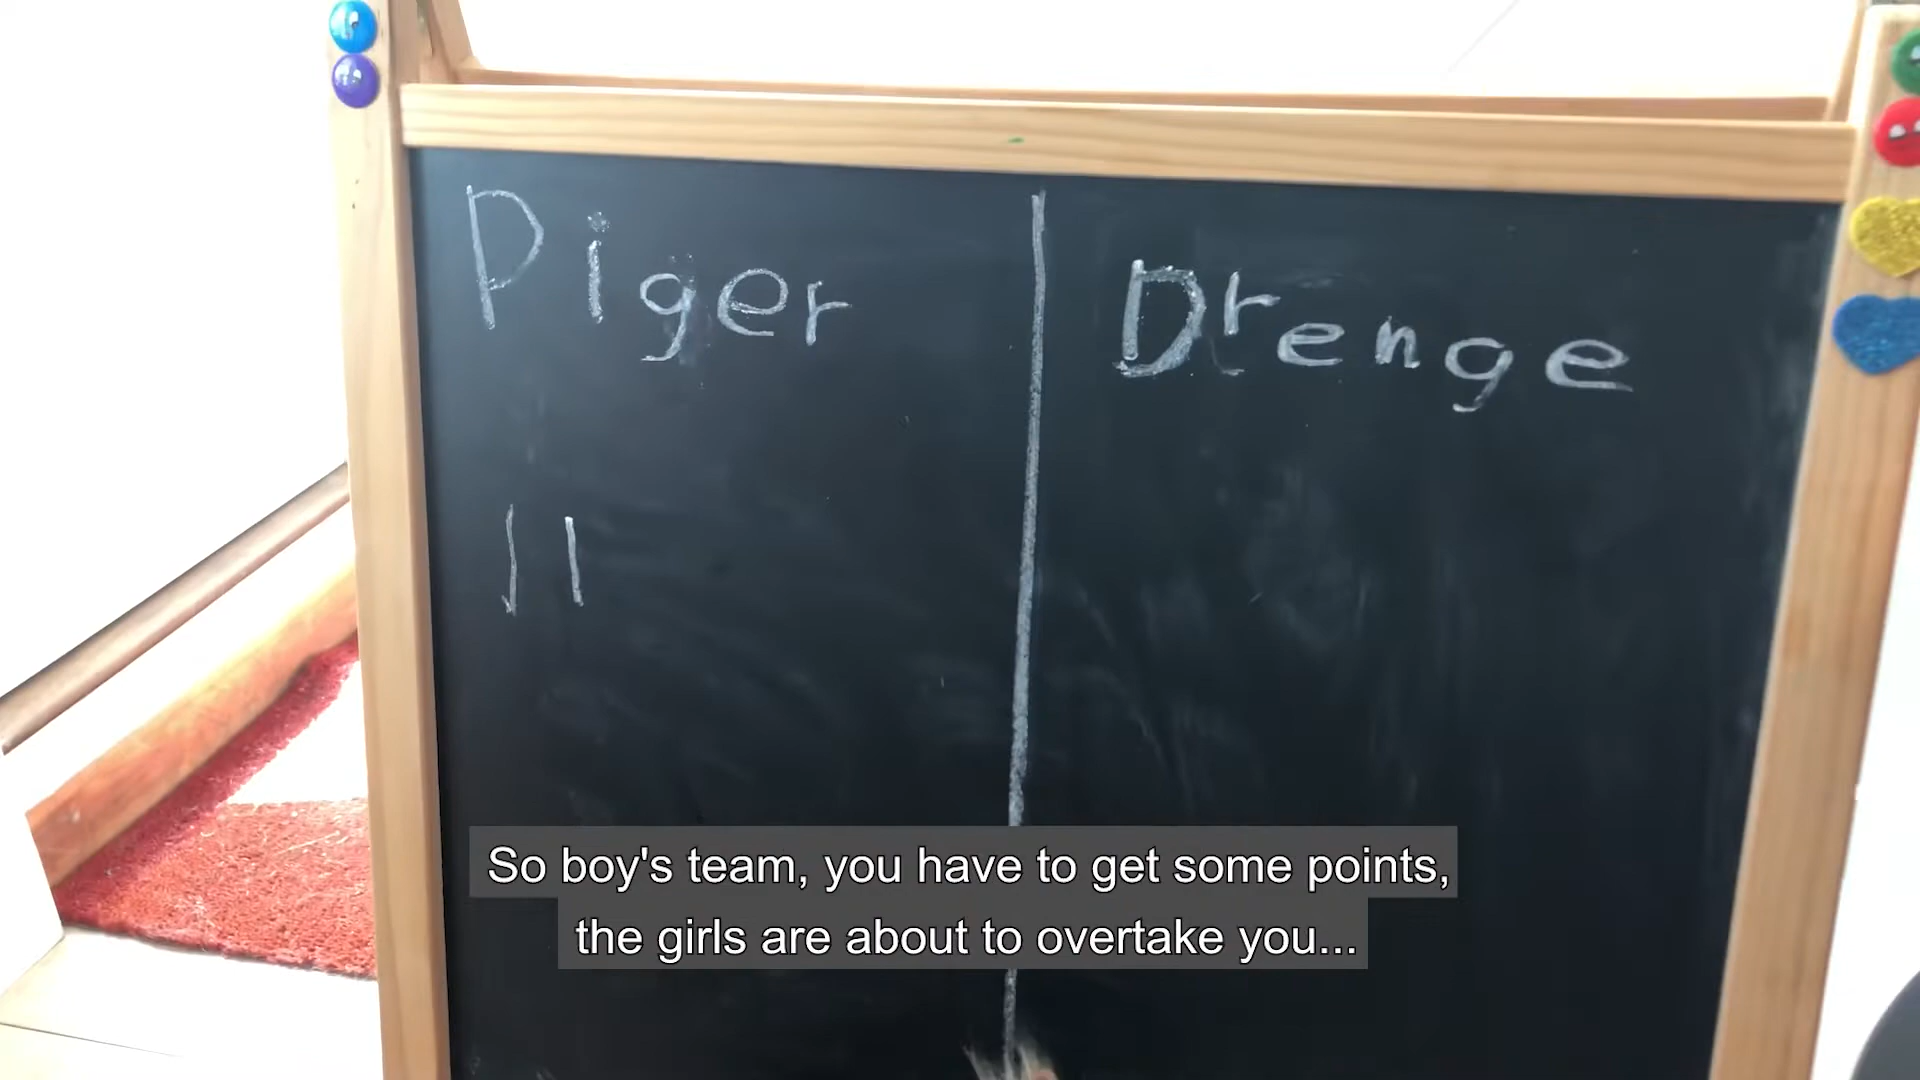 Piger
Drenge
So boy's team, you have to get some points,
the girls are about to overtake you...